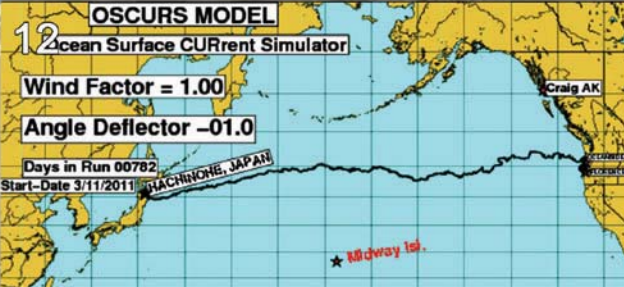 OSCURS MODEL
12
Ocean Surface CURrent Simulator
Wind Factor = 1.00
Angle Deflector −01.0
Days in Run 00782
Start−Date 3/11/2011
HACHINOHE, JAPAN
Craig AK
Midway Isl.